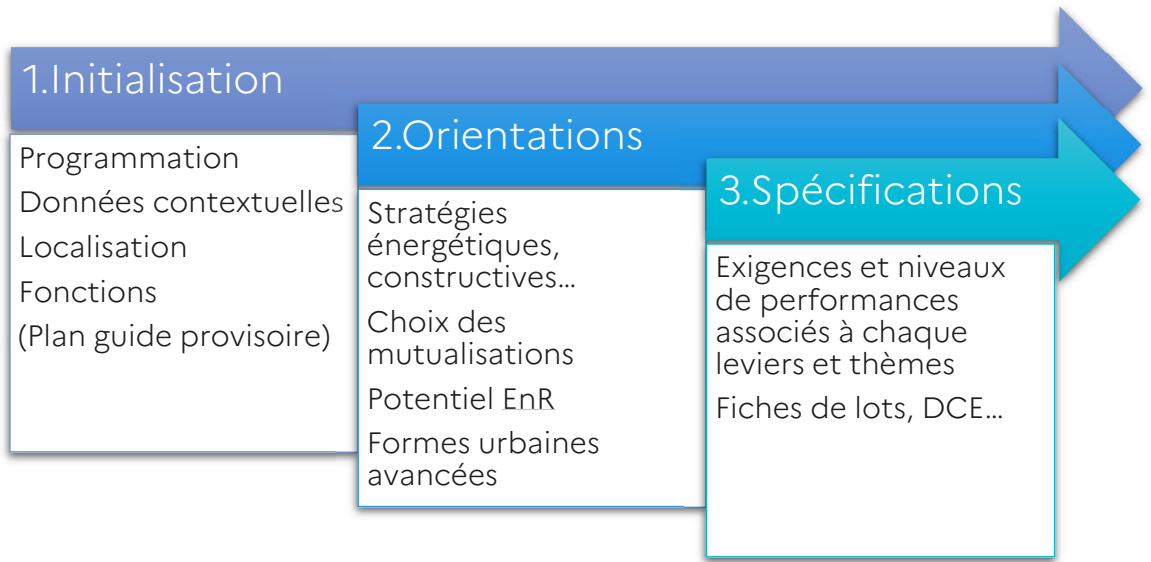 1.Initialisation
Programmation
Données contextuelles
Localisation
Fonctions
(Plan guide provisoire)
2.Orientations
Stratégies
énergétiques,
constructives…
Choix des
mutualisations
Potentiel EnR
Formes urbaines
avancées
3.Spécifications
Exigences et niveaux
de performances
associés à chaque
leviers et thèmes
Fiches de lots, DCE…